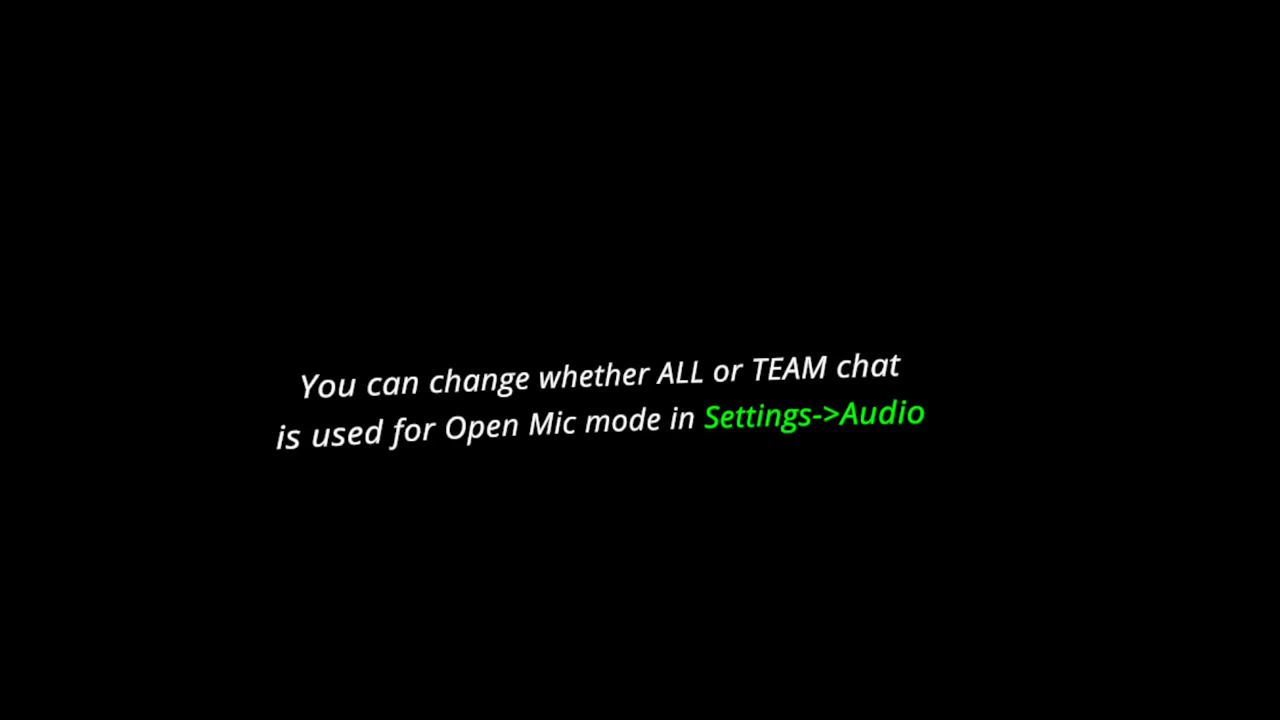 You can change whether ALL or TEAM chat
is used for Open Mic mode in Settings->Audio